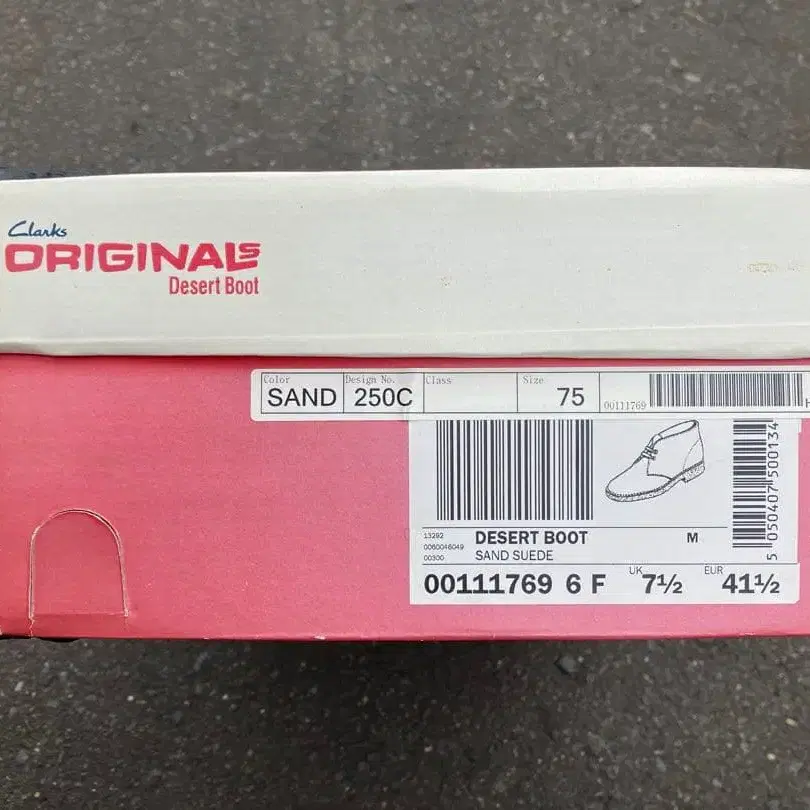 Clarks
ORIGINALS
Desert Boot
Color Design No. Class Size
SAND 250C 75 00111769
13292
DESERT BOOT M
0060046049
SAND SUEDE
00300
00111769 6 F UK 7½ EUR 41½
5 050407 500134